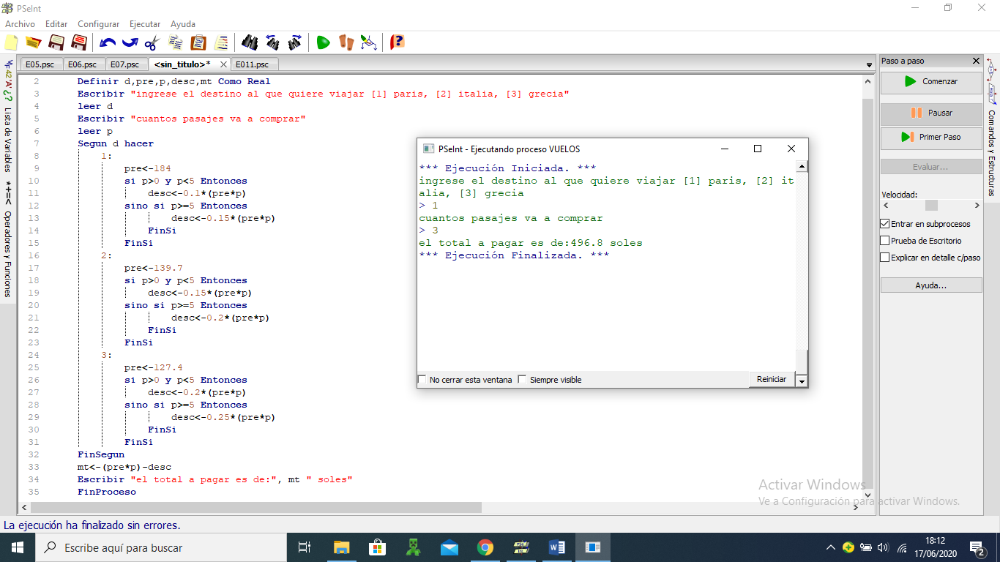 PSeInt
Archivo Editar Configurar Ejecutar Ayuda
E05.psc E06.psc E07.psc <sin_titulo>* E011.psc
Lista de Variables
*+=<
Operadores y Funciones
2 Definir d,pre,p,desc,mt Como Real
3 Escribir "ingrese el destino al que quiere viajar [1] paris, [2] italia, [3] grecia"
4 leer d
5 Escribir "cuantos pasajes va a comprar"
6 leer p
7 Segun d hacer
8 1:
9 pre<-184
10 si p>0 y p<5 Entonces
11 desc<-0.1*(pre*p)
12 sino si p>=5 Entonces
13 desc<-0.15*(pre*p)
14 FinSi
15 FinSi
16 2:
17 pre<-139.7
18 si p>0 y p<5 Entonces
19 desc<-0.15*(pre*p)
20 sino si p>=5 Entonces
21 desc<-0.2*(pre*p)
22 FinSi
23 FinSi
24 3:
25 pre<-127.4
26 si p>0 y p<5 Entonces
27 desc<-0.2*(pre*p)
28 sino si p>=5 Entonces
29 desc<-0.25*(pre*p)
30 FinSi
31 FinSi
32 FinSegun
33 mt<-(pre*p)-desc
34 Escribir "el total a pagar es de:", mt " soles"
35 FinProceso
PSeInt - Ejecutando proceso VUELOS
*** Ejecución Iniciada. ***
ingrese el destino al que quiere viajar [1] paris, [2] it
alia, [3] grecia
> 1
cuantos pasajes va a comprar
> 3
el total a pagar es de:496.8 soles
*** Ejecución Finalizada. ***
No cerrar esta ventana Siempre visible Reiniciar
Paso a paso
Comenzar
Pausar
Primer Paso
Evaluar...
Velocidad:
Entrar en subprocesos
Prueba de Escritorio
Explicar en detalle c/paso
Ayuda...
Comandos y Estructuras
Activar Windows
Ve a Configuración para activar Windows.
La ejecución ha finalizado sin errores.
Escribe aquí para buscar
18:12
17/06/2020
2